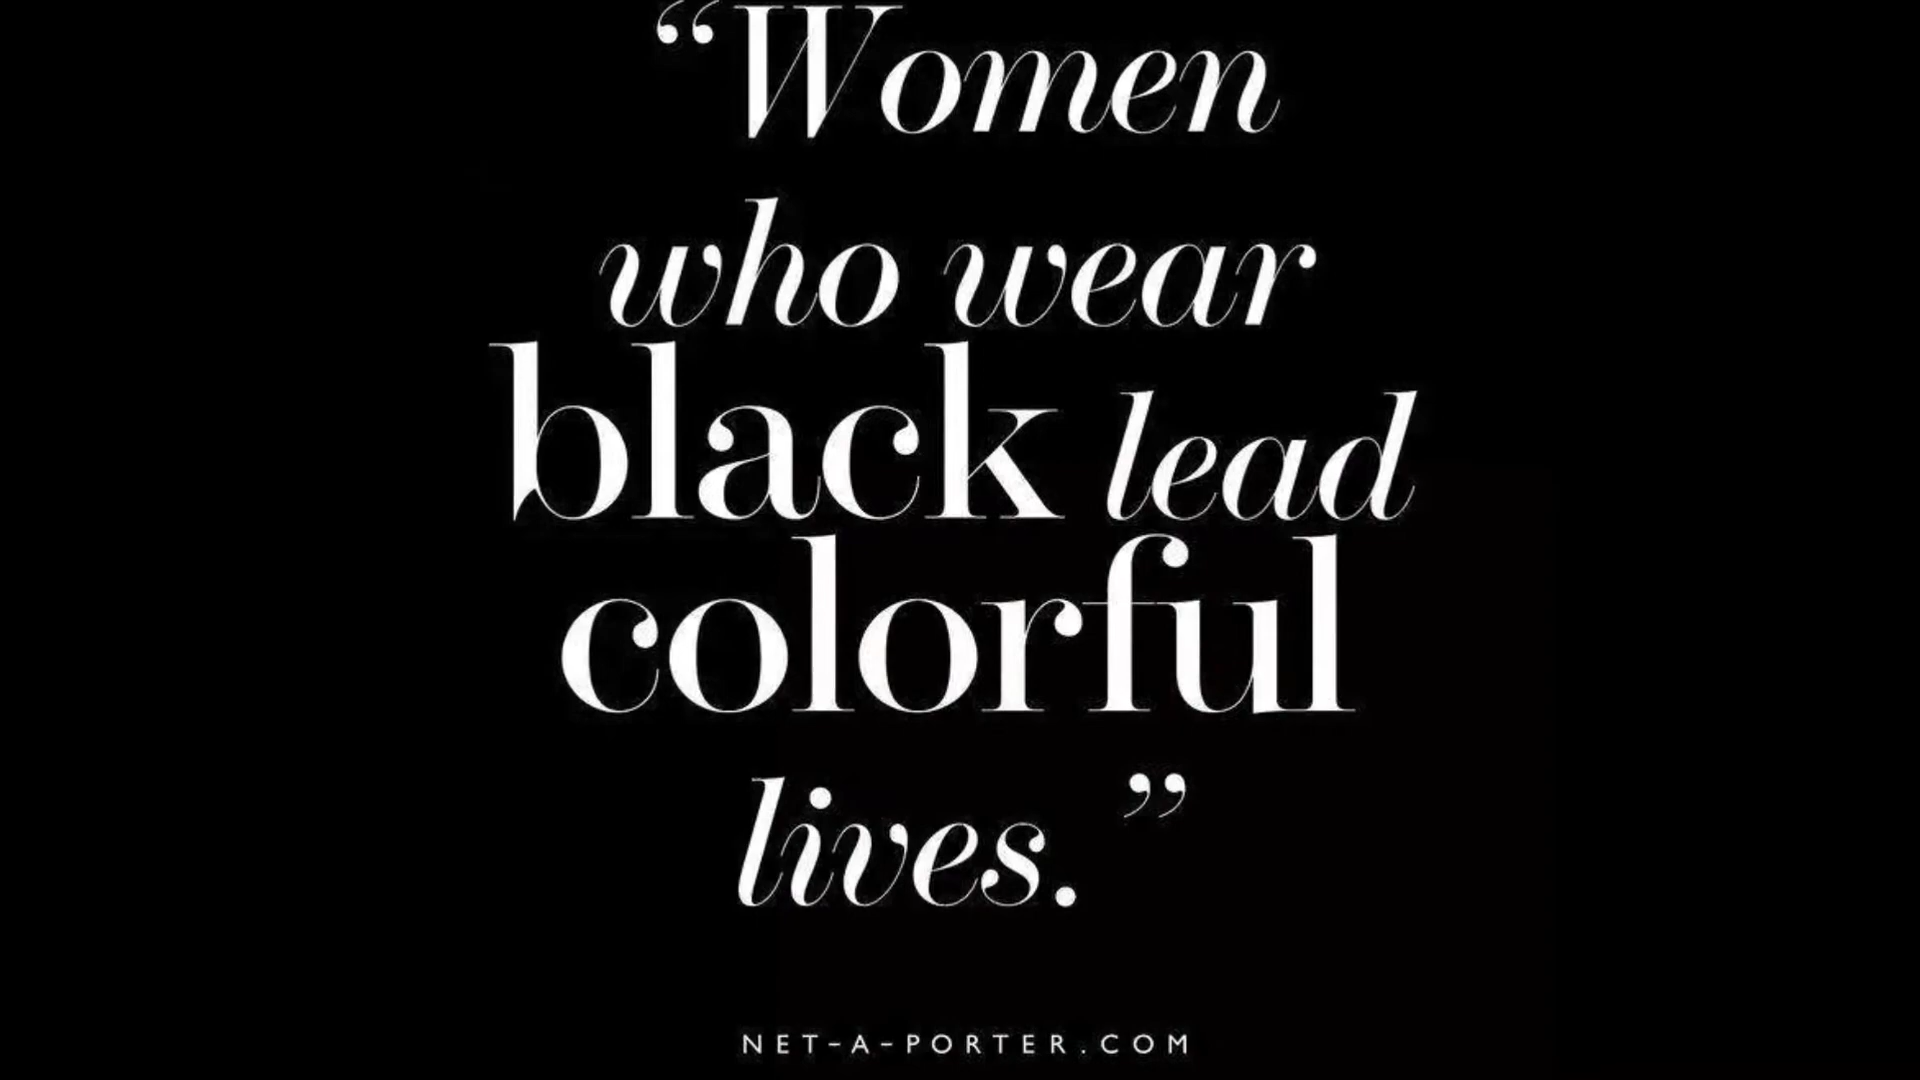 “Women
who wear
black lead
colorful
lives.”
NET-A-PORTER.COM